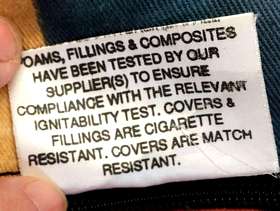 FOAMS, FILLINGS & COMPOSITES
HAVE BEEN TESTED BY OUR
SUPPLIER(S) TO ENSURE
COMPLIANCE WITH THE RELEVANT
IGNITABILITY TEST. COVERS &
FILLINGS ARE CIGARETTE
RESISTANT. COVERS ARE MATCH
RESISTANT.